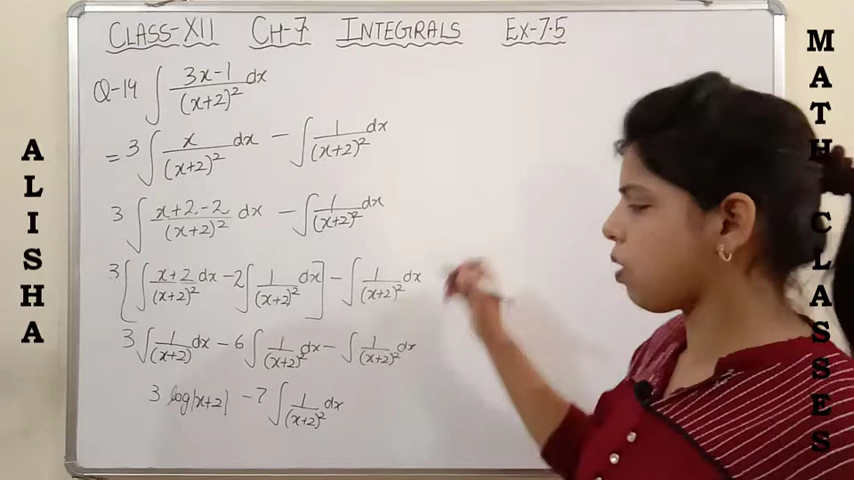 CLASS-XII CH-7 INTEGRALS EX-7.5
Q-14 ∫ (3x-1)/(x+2)² dx
= 3 ∫ x/(x+2)² dx - ∫ 1/(x+2)² dx
3 ∫ (x+2-2)/(x+2)² dx - ∫ 1/(x+2)² dx
3 [ ∫ (x+2)/(x+2)² dx - 2 ∫ 1/(x+2)² dx ] - ∫ 1/(x+2)² dx
3 ∫ 1/(x+2) dx - 6 ∫ 1/(x+2)² dx - ∫ 1/(x+2)² dx
3 log|x+2| - 7 ∫ 1/(x+2)² dx
ALISHA
MATH CLASSES